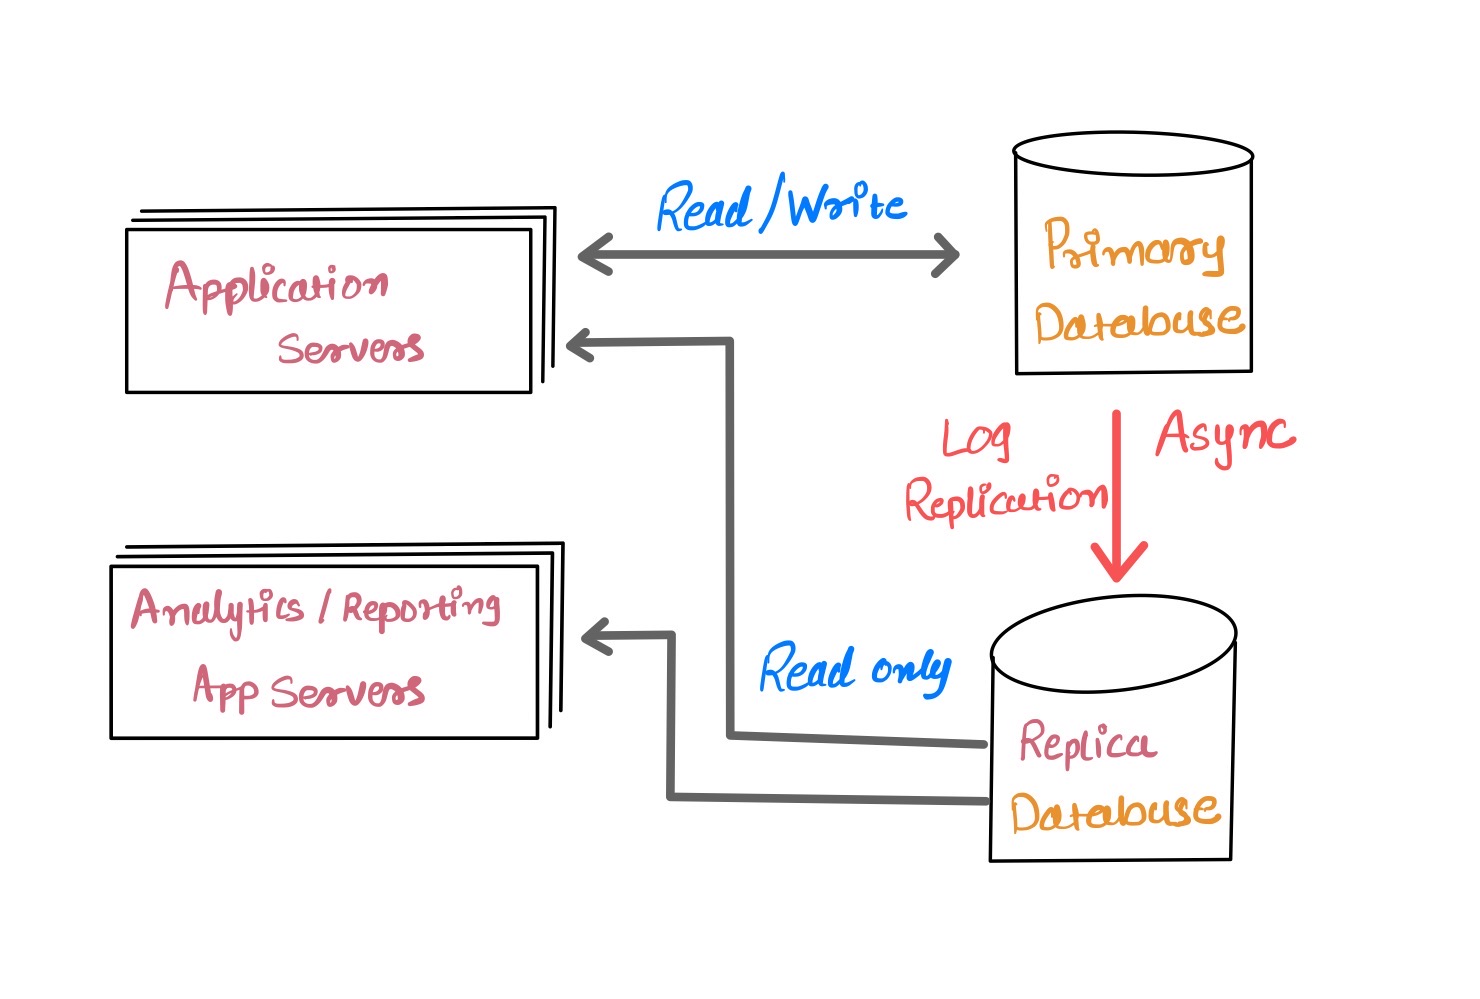 Read/Write
Application
Servers
Primary
Database
Log
Replication
Async
Analytics / Reporting
App Servers
Read only
Replica
Database